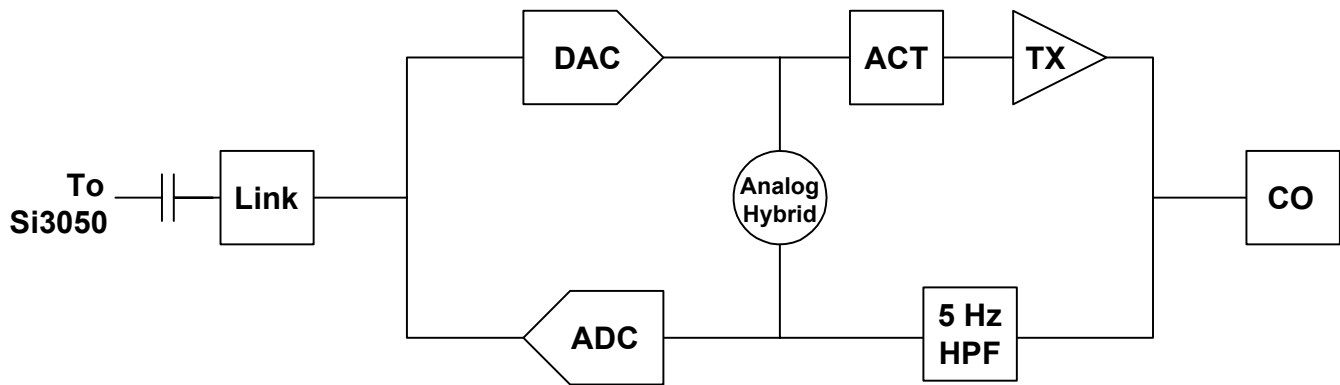 DAC
ACT
TX
To
Si3050
Link
Analog
Hybrid
CO
ADC
5 Hz
HPF